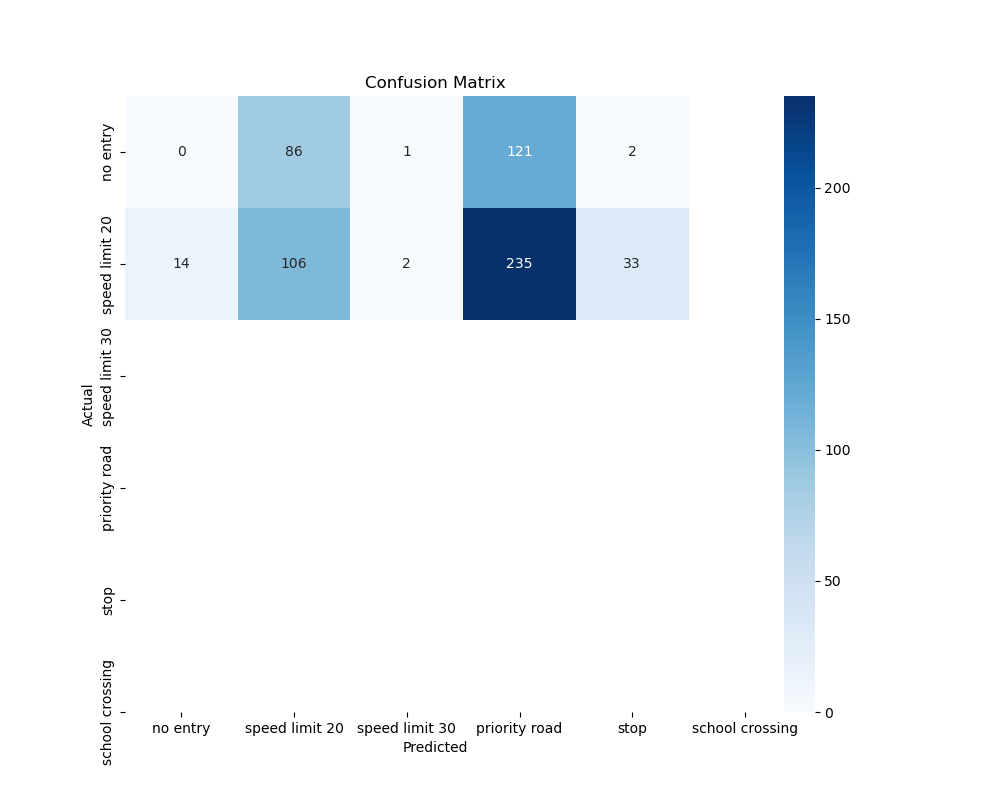 Confusion Matrix
no entry
0 86 1 121 2
speed limit 20
14 106 2 235 33
speed limit 30
priority road
stop
school crossing
Actual
no entry speed limit 20 speed limit 30 priority road stop school crossing
Predicted
200
150
100
50
0